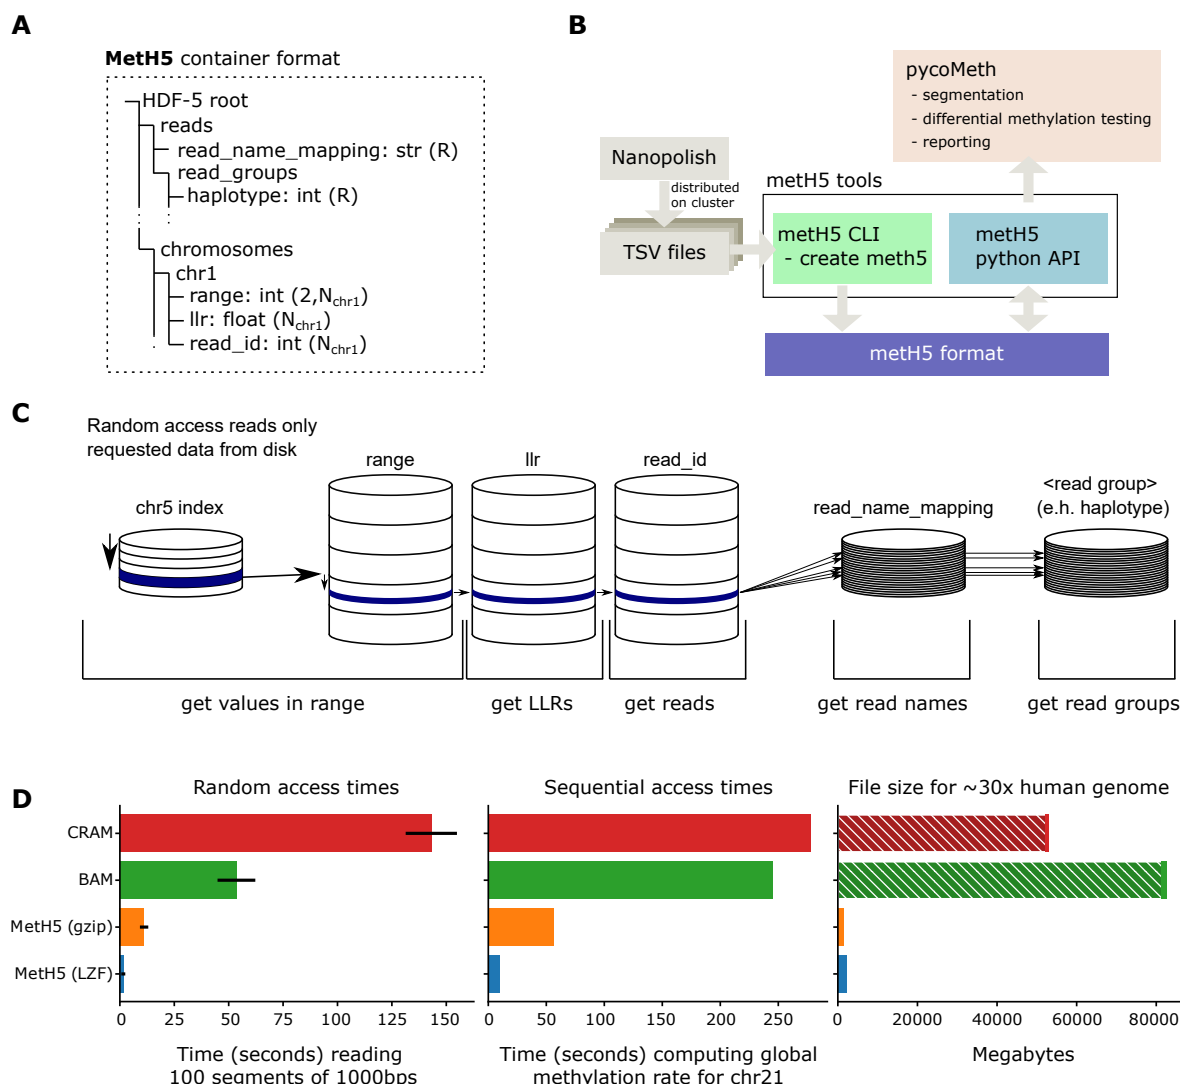 A
MetH5 container format
HDF-5 root
reads
read_name_mapping: str (R)
read_groups
haplotype: int (R)
chromosomes
chr1
range: int (2,Nchr1)
llr: float (Nchr1)
read_id: int (Nchr1)
B
pycoMeth
- segmentation
- differential methylation testing
- reporting
Nanopolish
distributed
on cluster
TSV files
metH5 tools
metH5 CLI
- create meth5
metH5
python API
metH5 format
C
Random access reads only
requested data from disk
chr5 index
range
llr
read_id
read_name_mapping
<read group>
(e.h. haplotype)
get values in range
get LLRs
get reads
get read names
get read groups
D
Random access times
CRAM
BAM
MetH5 (gzip)
MetH5 (LZF)
0 25 50 75 100 125 150
Time (seconds) reading
100 segments of 1000bps
Sequential access times
0 50 100 150 200 250
Time (seconds) computing global
methylation rate for chr21
File size for ~30x human genome
0 20000 40000 60000 80000
Megabytes